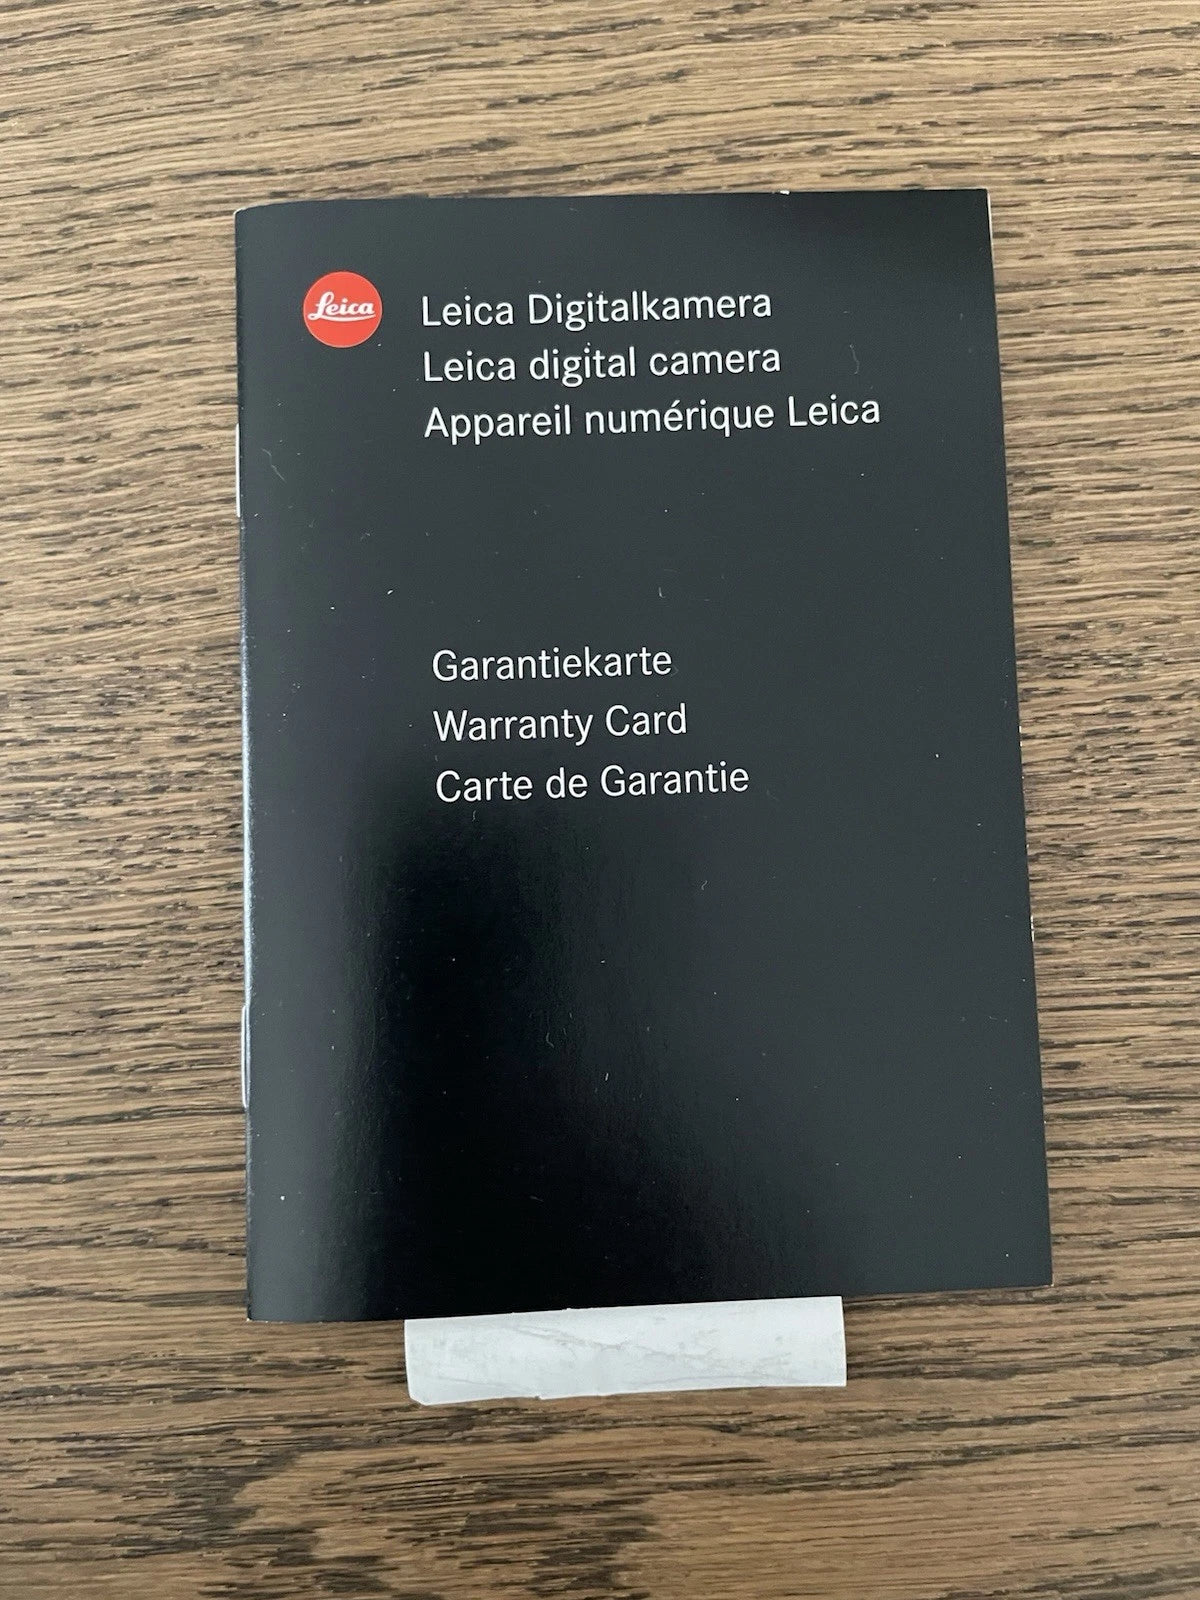 Leica
Leica Digitalkamera
Leica digital camera
Appareil numérique Leica
Garantiekarte
Warranty Card
Carte de Garantie